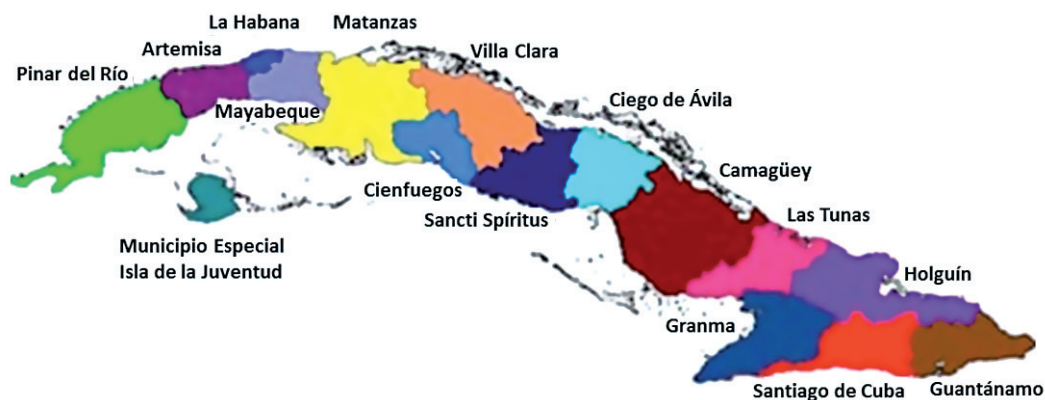 La Habana
Matanzas
Artemisa
Villa Clara
Pinar del Río
Ciego de Ávila
Mayabeque
Camagüey
Cienfuegos
Las Tunas
Sancti Spíritus
Municipio Especial
Isla de la Juventud
Holguín
Granma
Santiago de Cuba
Guantánamo